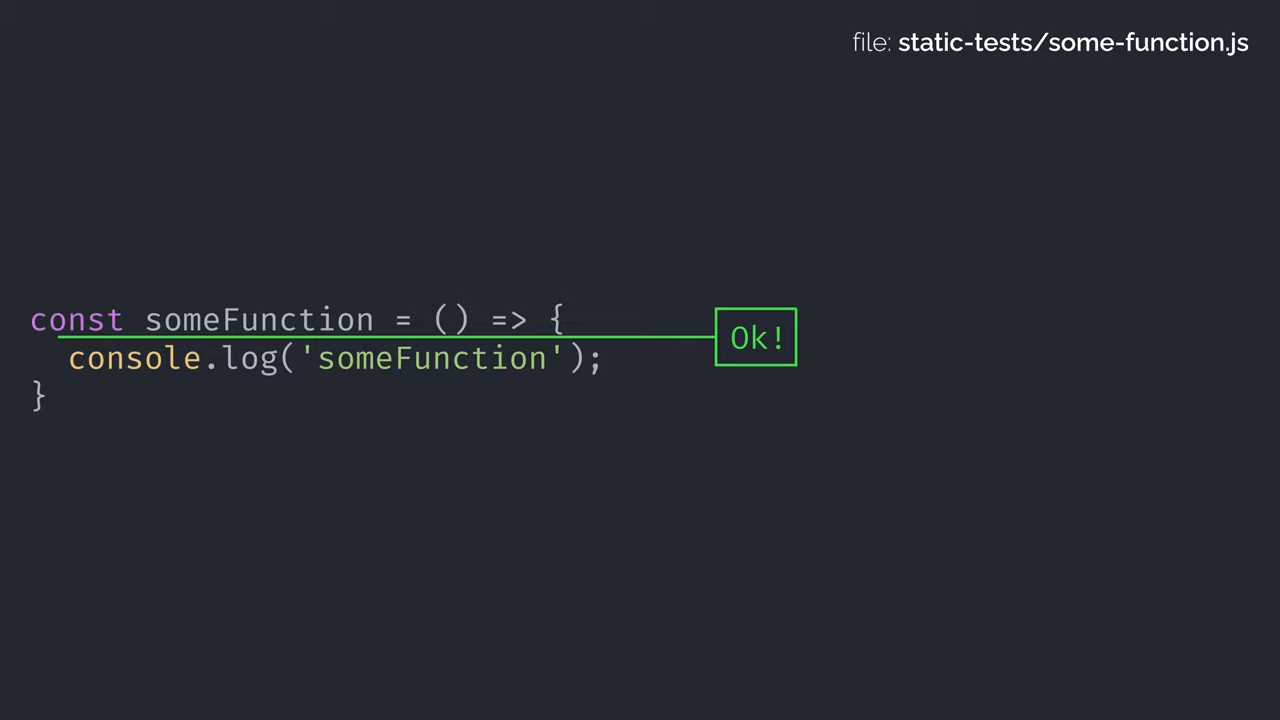 file: static-tests/some-function.js
const someFunction = () => {
Ok!
console.log('someFunction');
}